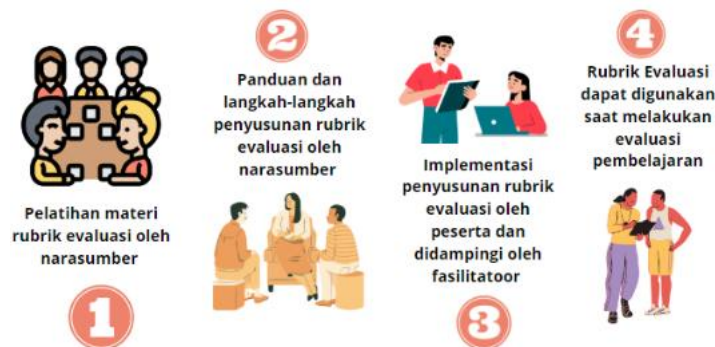 Pelatihan materi
rubrik evaluasi oleh
narasumber
1
2
Panduan dan
langkah-langkah
penyusunan rubrik
evaluasi oleh
narasumber
Implementasi
penyusunan rubrik
evaluasi oleh
peserta dan
didampingi oleh
fasilitatoor
3
4
Rubrik Evaluasi
dapat digunakan
saat melakukan
evaluasi
pembelajaran